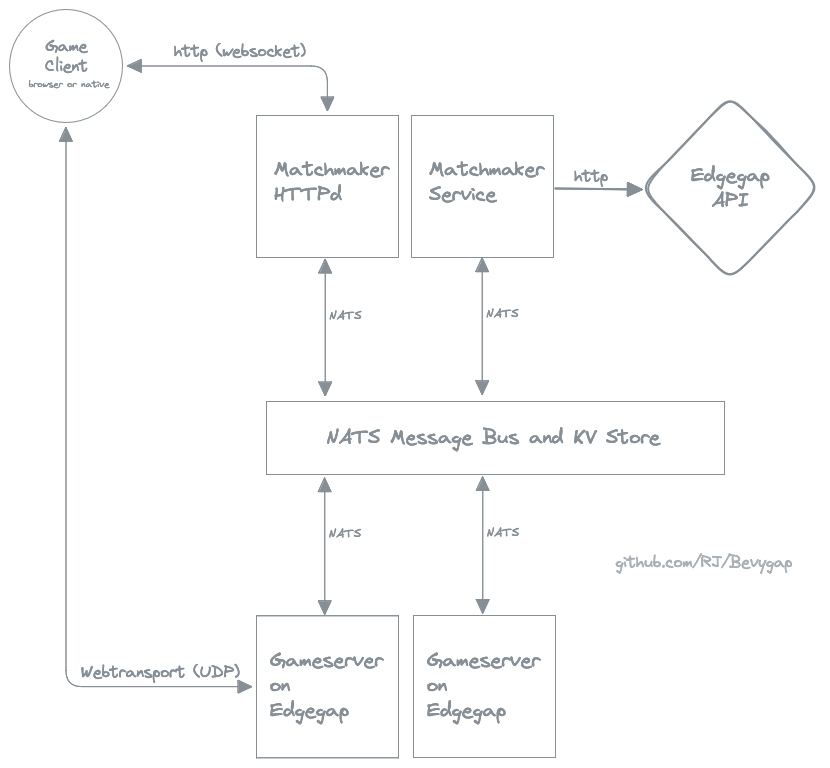 Game
Client
browser or native
http (websocket)
Matchmaker
HTTPd
Matchmaker
Service
http
Edgegap
API
NATS
NATS
NATS Message Bus and KV Store
NATS
NATS
github.com/RJ/Bevygap
Webtransport (UDP)
Gameserver
on
Edgegap
Gameserver
on
Edgegap